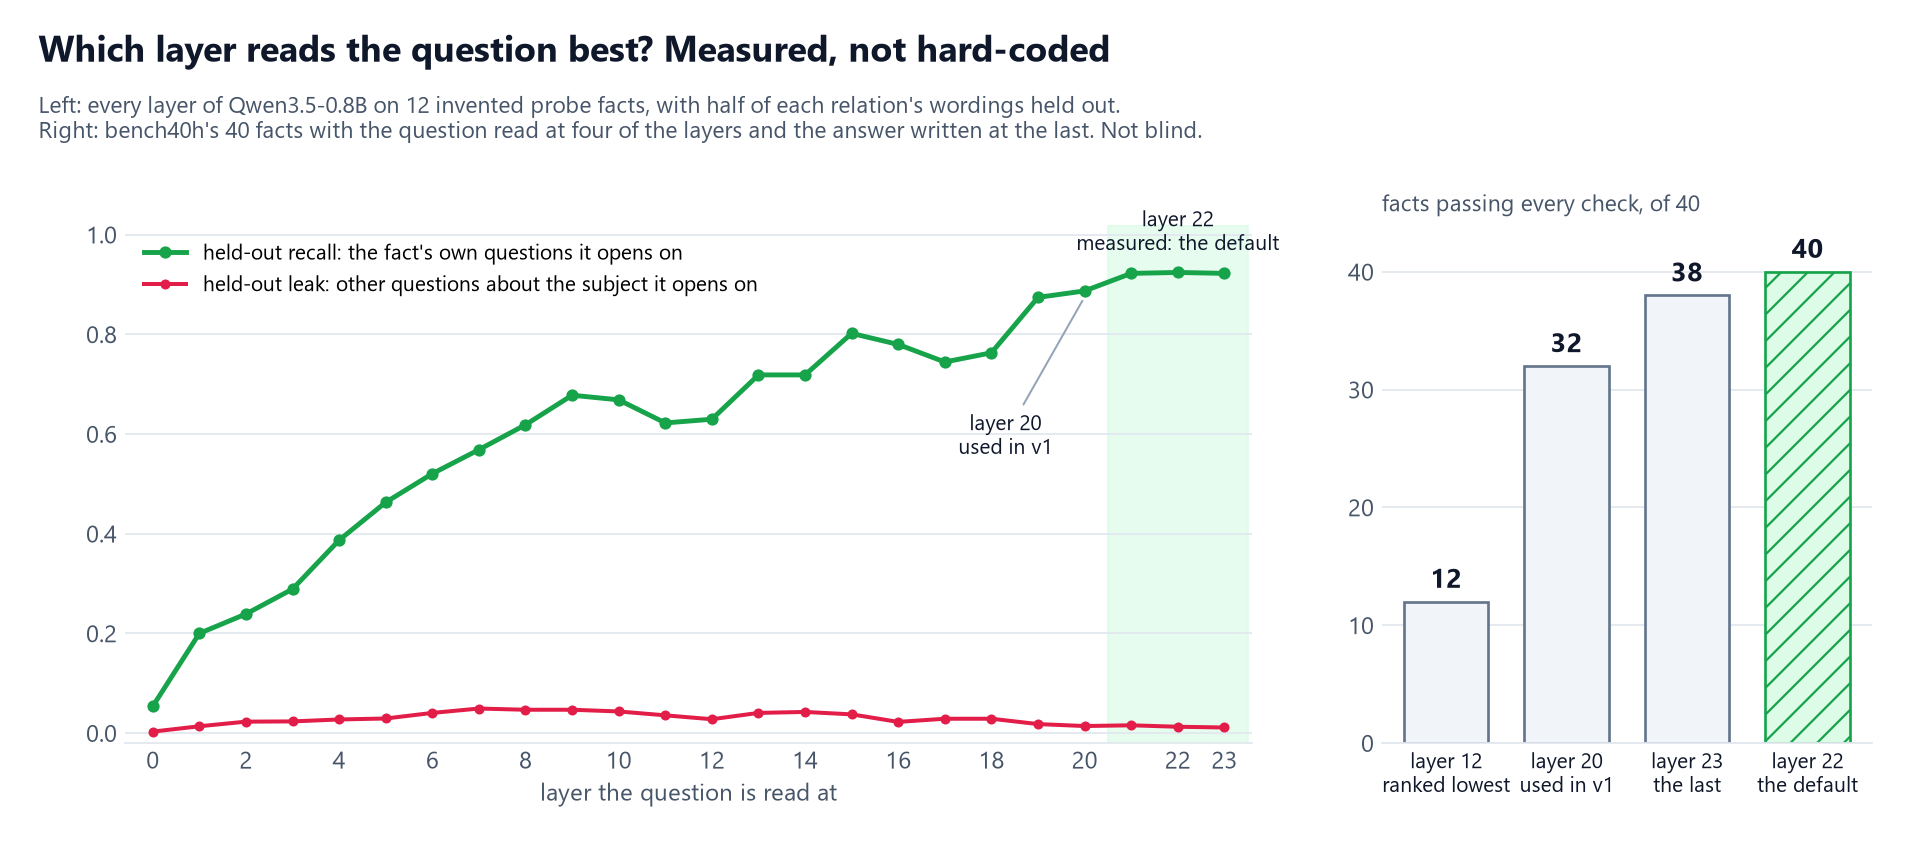 Which layer reads the question best? Measured, not hard-coded
Left: every layer of Qwen3.5-0.8B on 12 invented probe facts, with half of each relation's wordings held out.
Right: bench40h's 40 facts with the question read at four of the layers and the answer written at the last. Not blind.
held-out recall: the fact's own questions it opens on
held-out leak: other questions about the subject it opens on
layer 22
measured: the default
layer 20
used in v1
1.0
0.8
0.6
0.4
0.2
0.0
0 2 4 6 8 10 12 14 16 18 20 22 23
layer the question is read at
facts passing every check, of 40
40
30
20
10
0
12
32
38
40
layer 12
ranked lowest
layer 20
used in v1
layer 23
the last
layer 22
the default